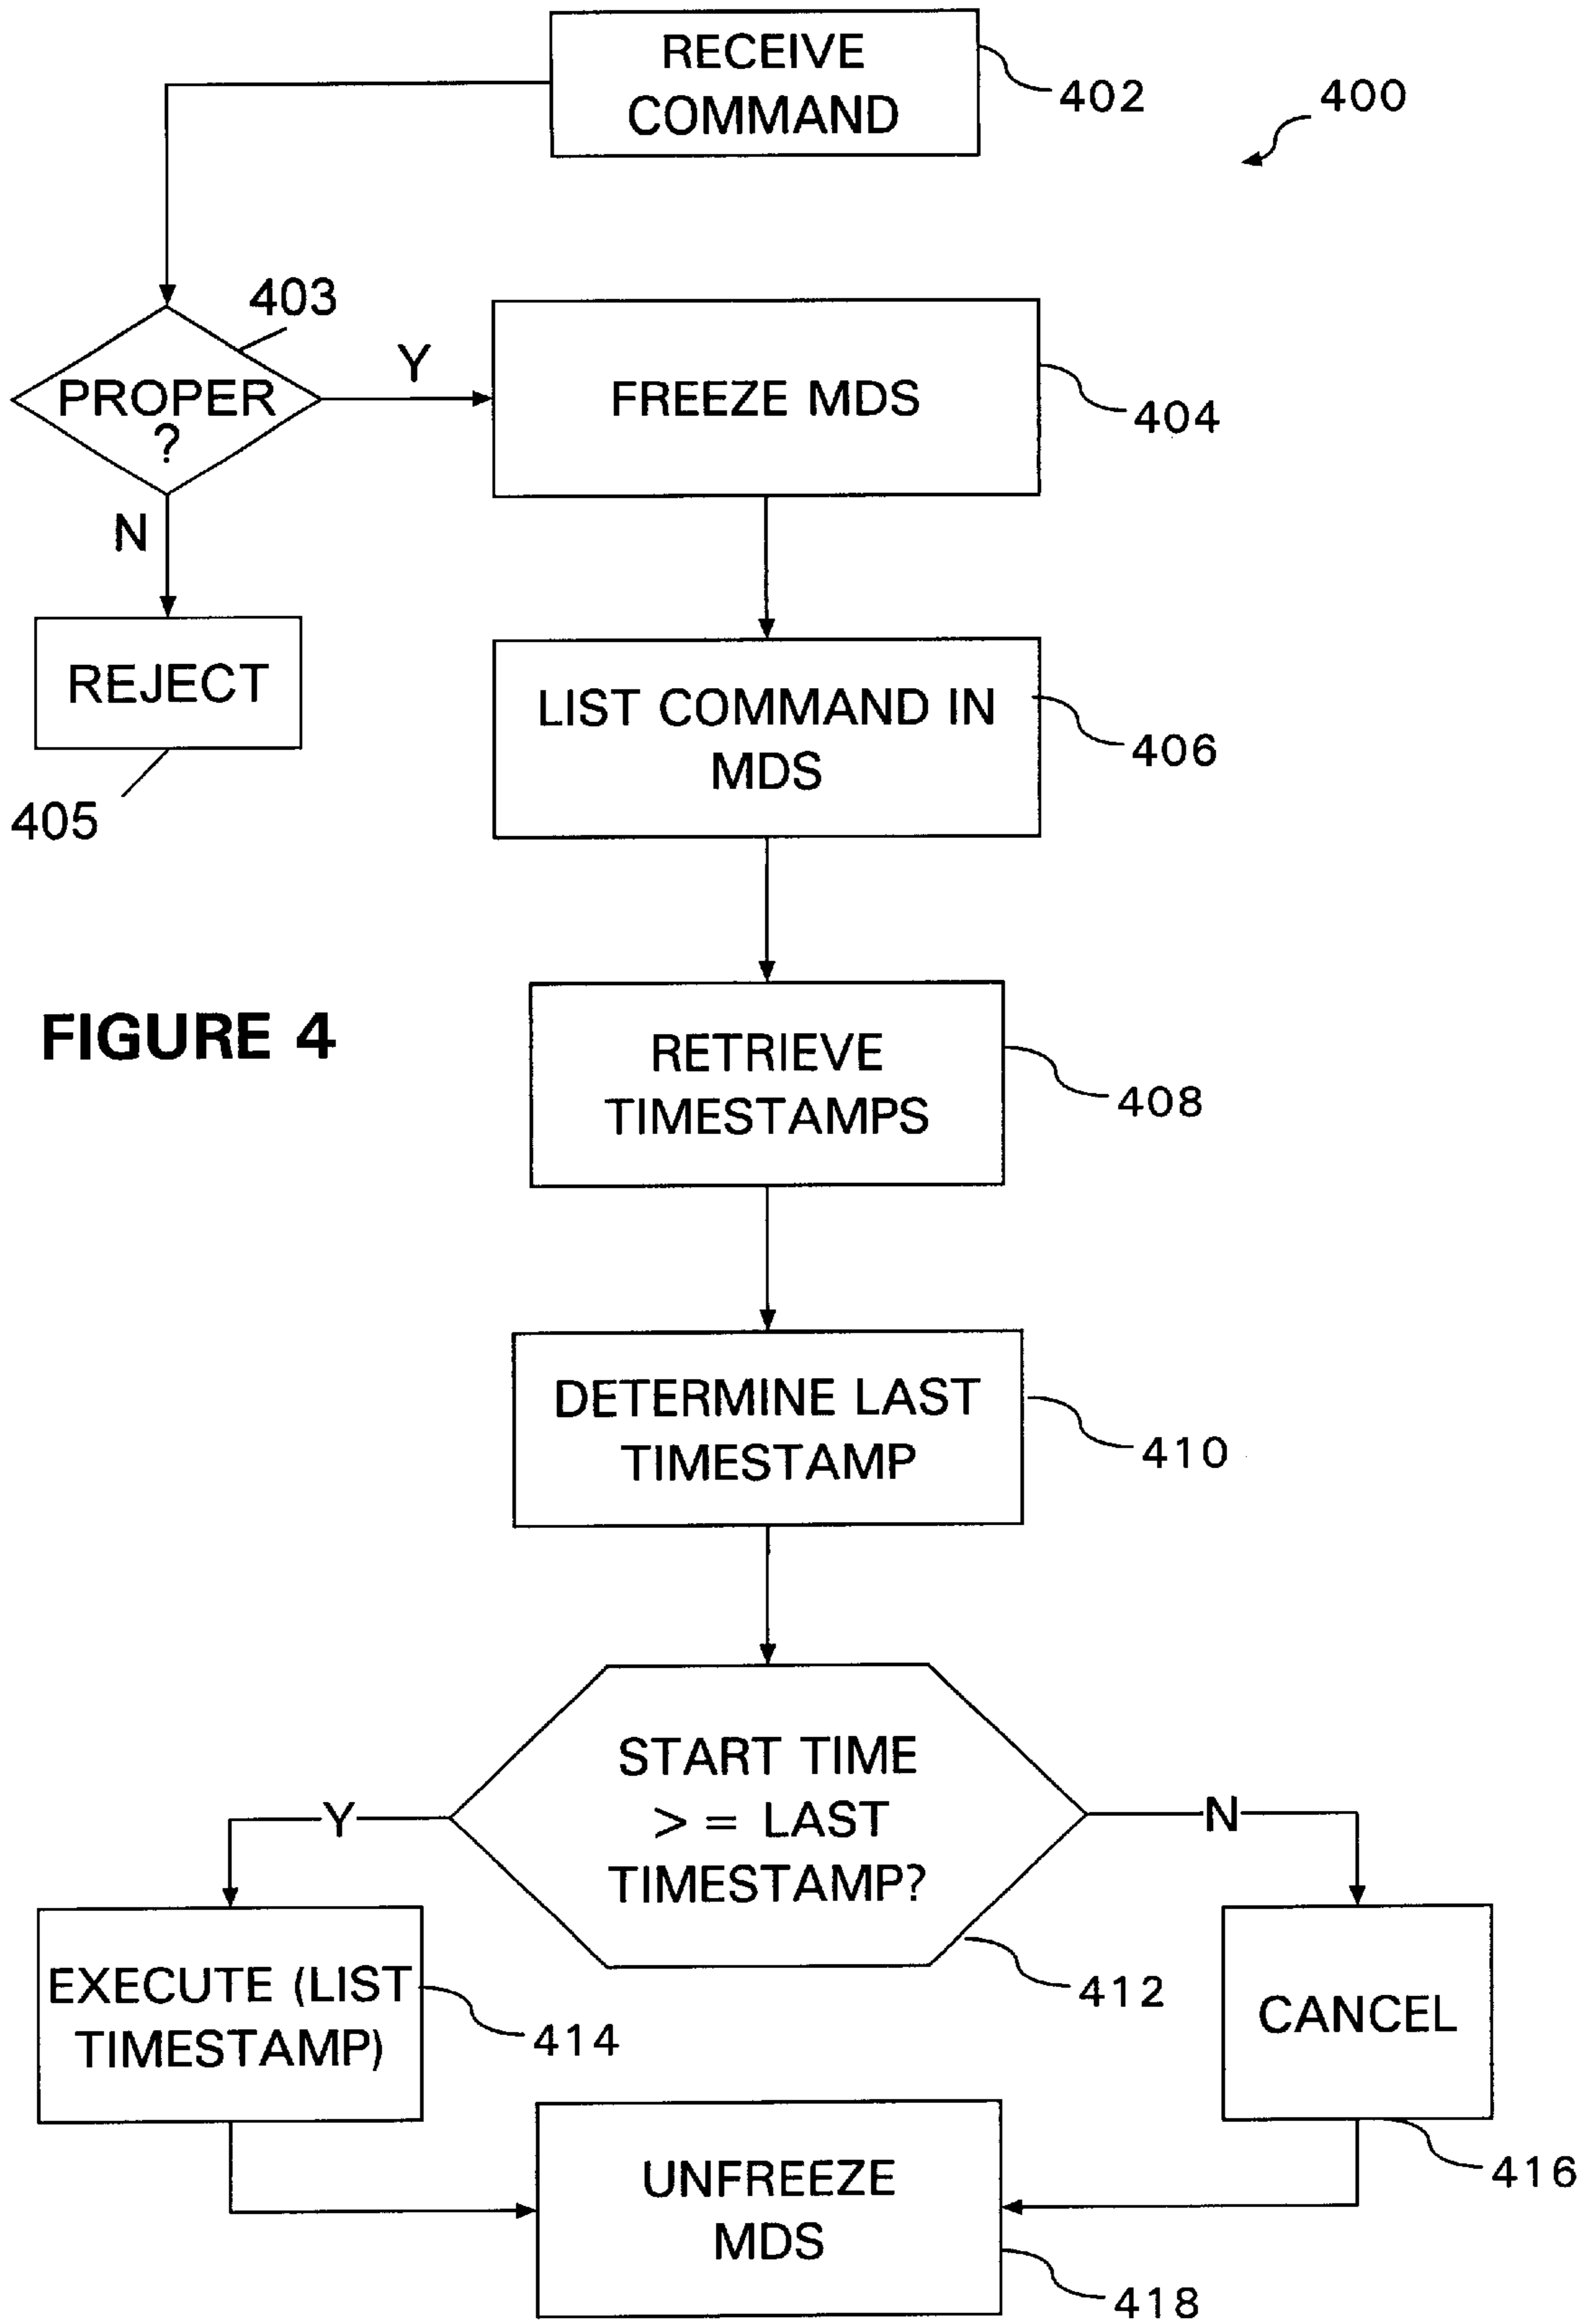 RECEIVE
COMMAND
402
400
403
PROPER
?
Y
FREEZE MDS
404
N
REJECT
405
LIST COMMAND IN
MDS
406
FIGURE 4
RETRIEVE
TIMESTAMPS
408
DETERMINE LAST
TIMESTAMP
410
START TIME
> = LAST
TIMESTAMP?
412
Y
N
EXECUTE (LIST
TIMESTAMP)
414
CANCEL
416
UNFREEZE
MDS
418